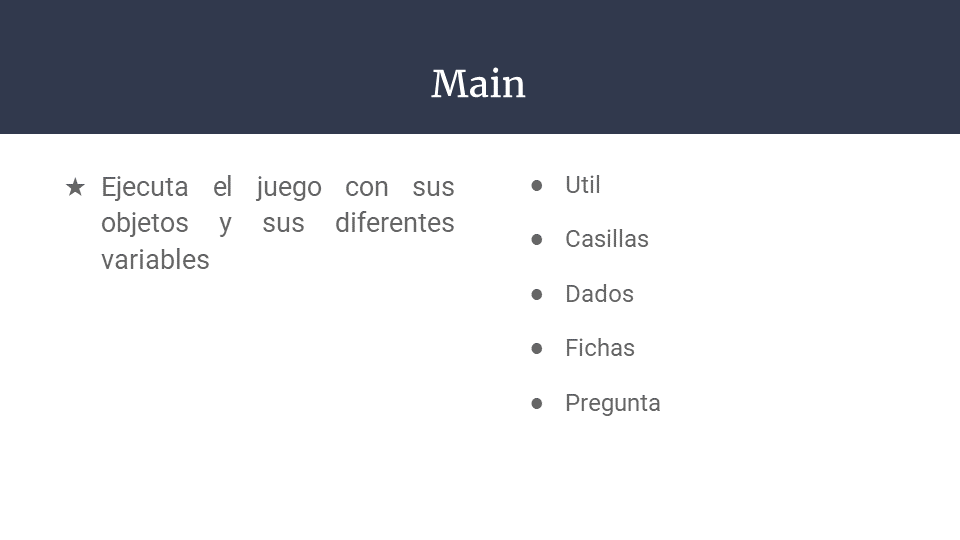 Main
★ Ejecuta el juego con sus
objetos y sus diferentes
variables
● Util
● Casillas
● Dados
● Fichas
● Pregunta